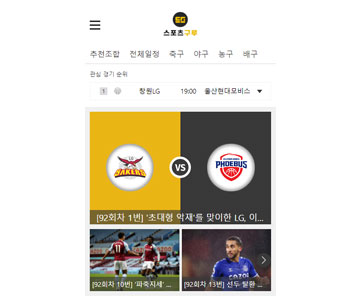 SG
스포츠구루
추천조합 전체일정 축구 야구 농구 배구
관심 경기 순위
1 창원LG 19:00 울산현대모비스
LG
SAKERS
VS
PHOEBUS
[92회차 1번] '초대형 악재'를 맞이한 LG, 이...
[92회차 10번] '파죽지세' ...
[92회차 13번] 선두 탈환 ...